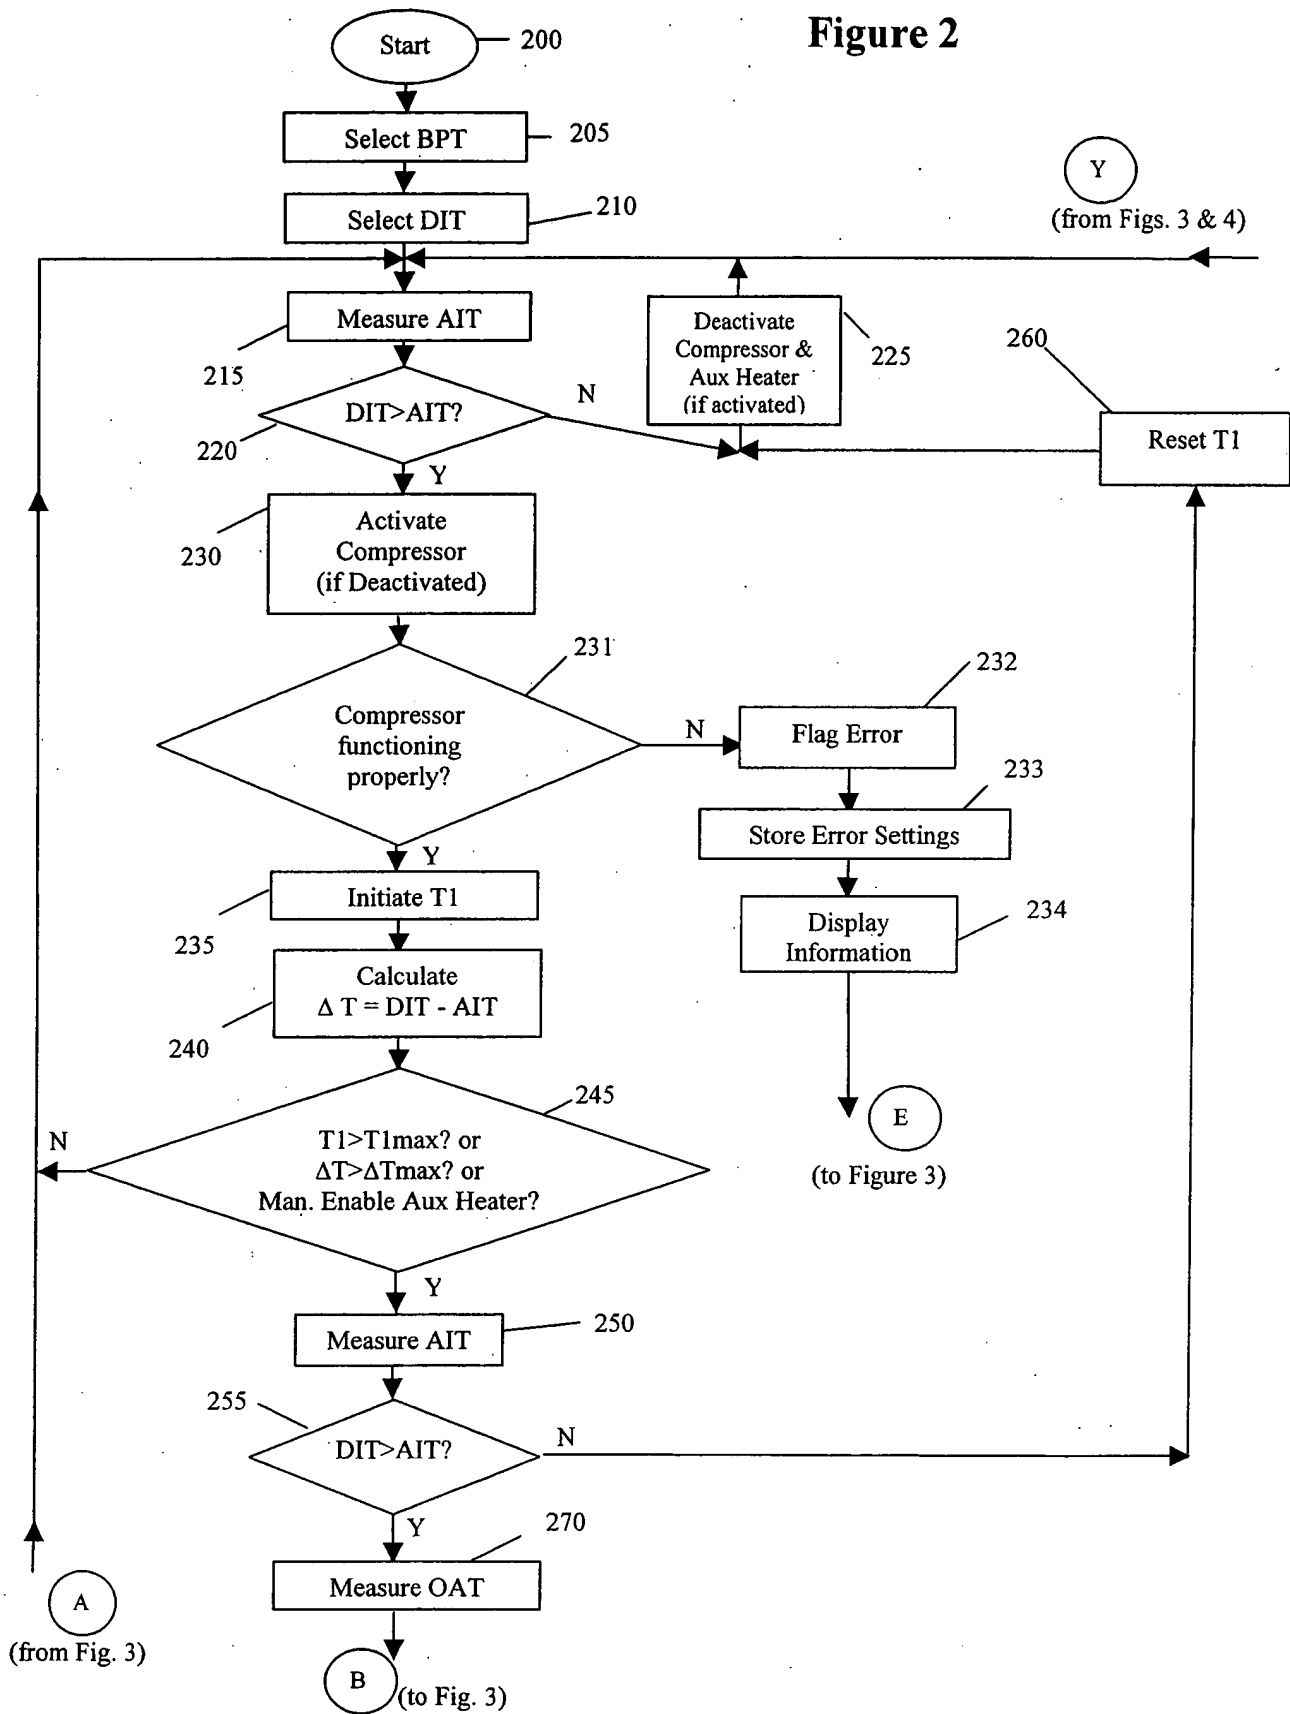 Figure 2
Start
200
Select BPT
205
Select DIT
210
Y
(from Figs. 3 & 4)
Measure AIT
215
Deactivate
Compressor &
Aux Heater
(if activated)
225
260
Reset T1
DIT>AIT?
220
N
Y
Activate
Compressor
(if Deactivated)
230
231
Compressor
functioning
properly?
N
232
Flag Error
233
Store Error Settings
234
Display
Information
E
(to Figure 3)
Y
Initiate T1
235
Calculate
Δ T = DIT - AIT
240
245
T1>T1max? or
ΔT>ΔTmax? or
Man. Enable Aux Heater?
N
Y
Measure AIT
250
255
DIT>AIT?
N
Y
270
Measure OAT
A
(from Fig. 3)
B
(to Fig. 3)